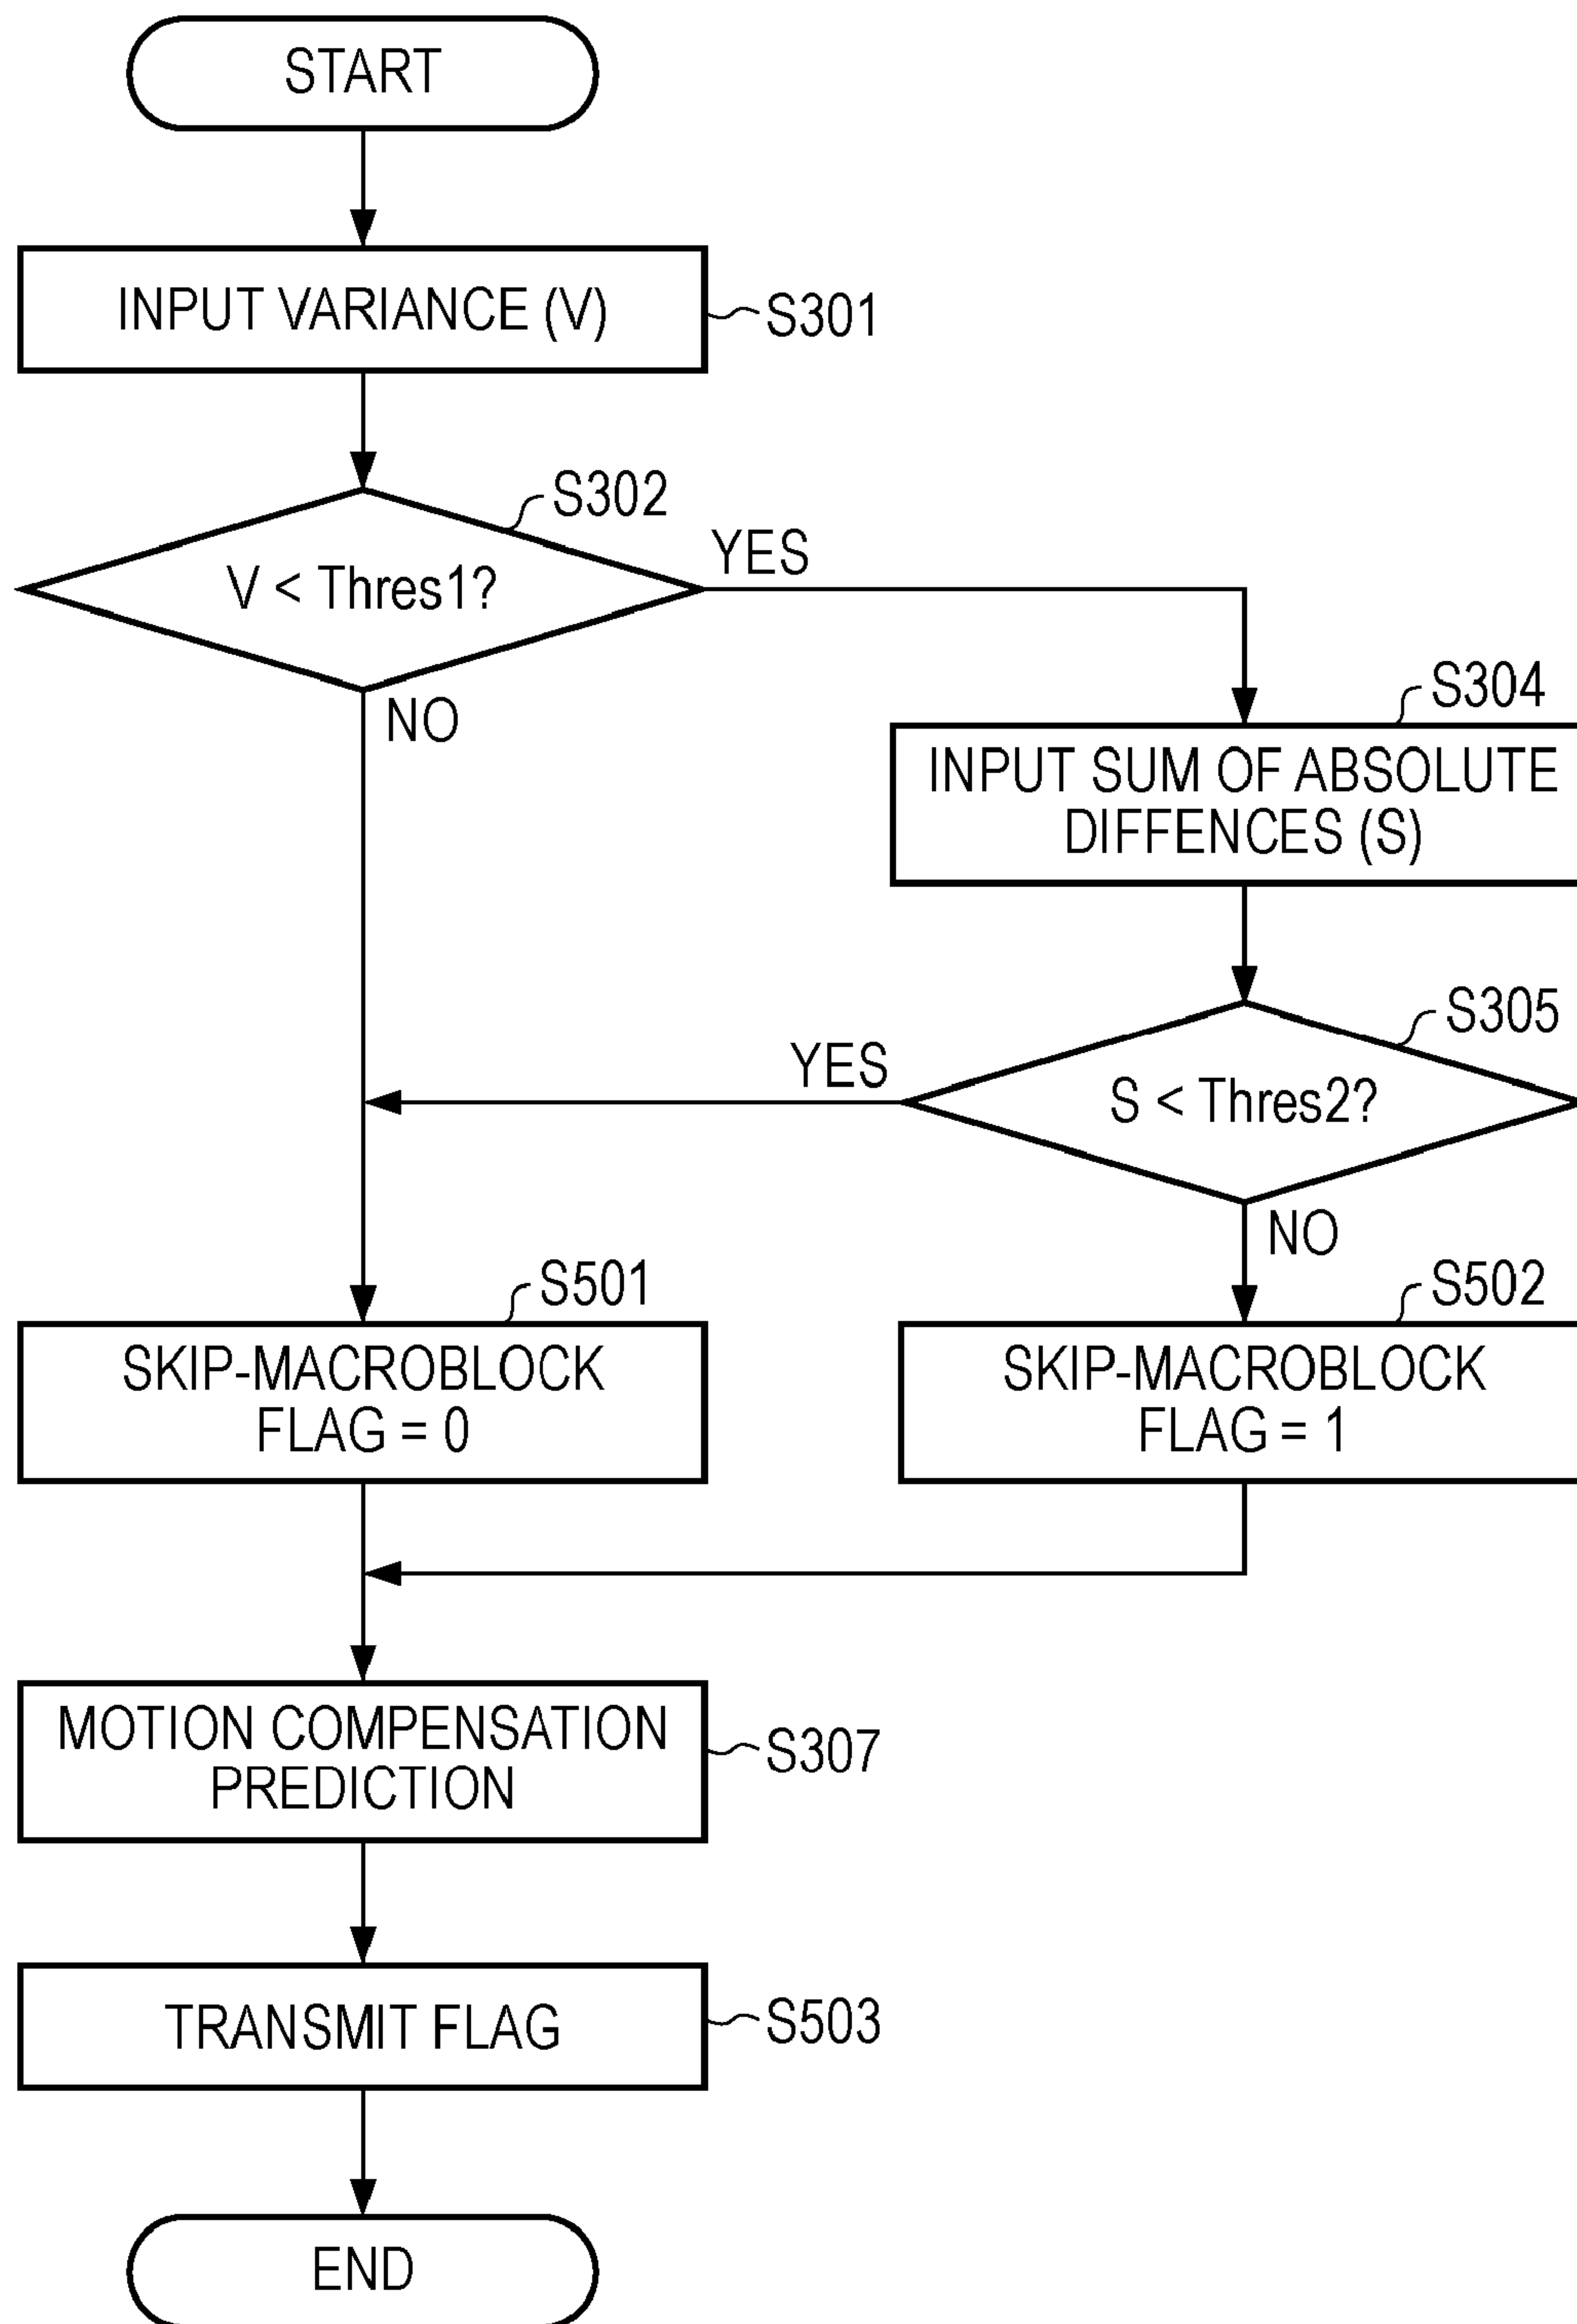 START
INPUT VARIANCE (V)
S301
S302
V < Thres1?
YES
NO
S304
INPUT SUM OF ABSOLUTE
DIFFENCES (S)
S305
S < Thres2?
YES
NO
S501
SKIP-MACROBLOCK
FLAG = 0
S502
SKIP-MACROBLOCK
FLAG = 1
MOTION COMPENSATION
PREDICTION
S307
TRANSMIT FLAG
S503
END